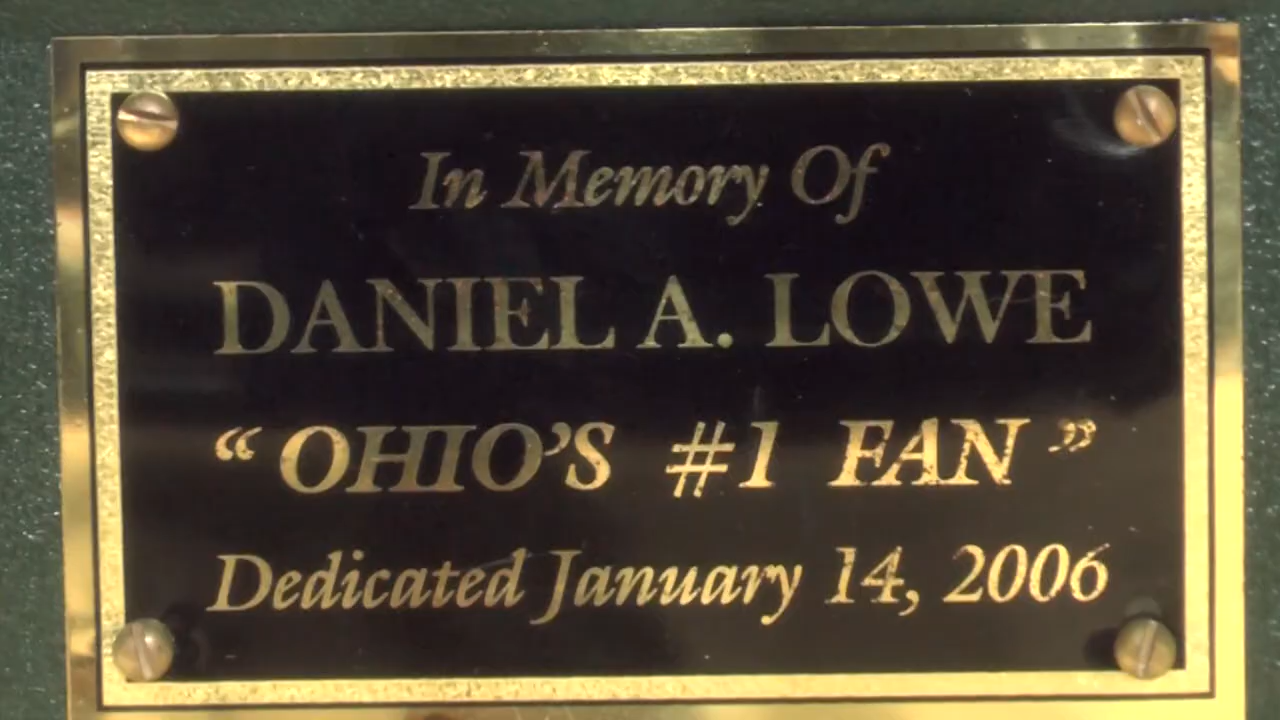 In Memory Of
DANIEL A. LOWE
“ OHIO’S #1 FAN ”
Dedicated January 14, 2006